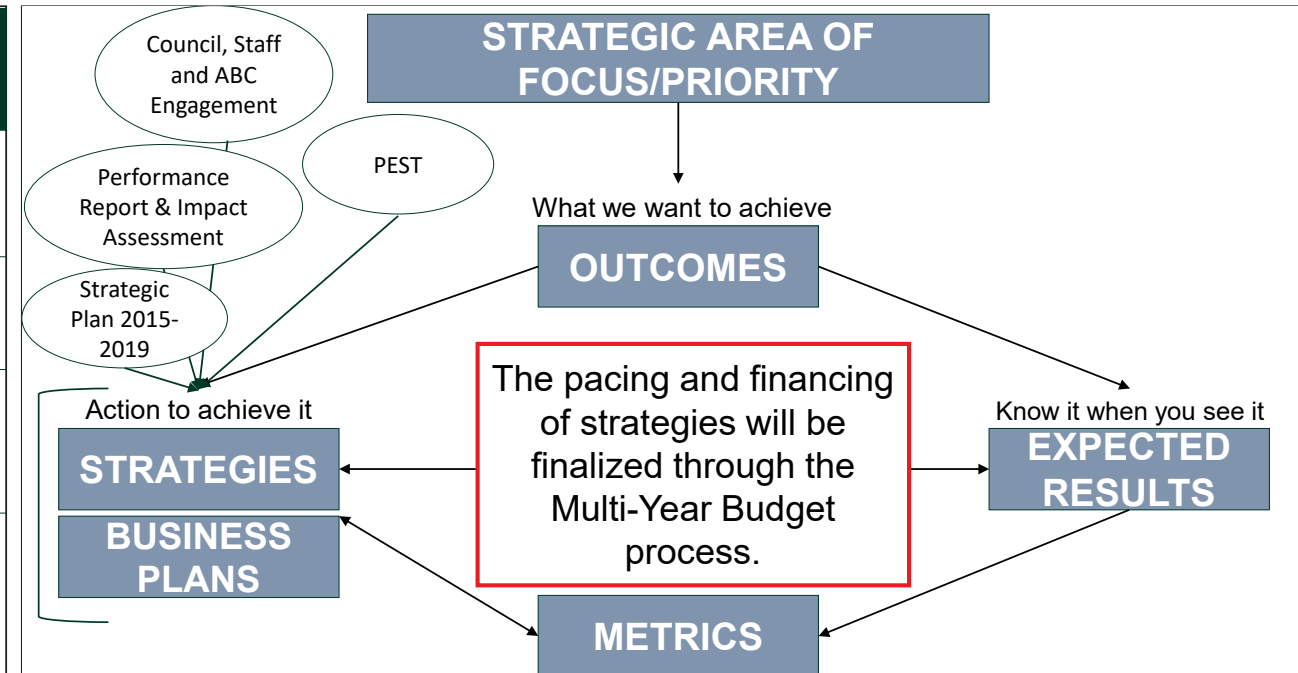 STRATEGIC AREA OF
FOCUS/PRIORITY
Council, Staff
and ABC
Engagement
PEST
Performance
Report & Impact
Assessment
Strategic
Plan 2015-
2019
What we want to achieve
OUTCOMES
Action to achieve it
STRATEGIES
BUSINESS
PLANS
The pacing and financing
of strategies will be
finalized through the
Multi-Year Budget
process.
Know it when you see it
EXPECTED
RESULTS
METRICS